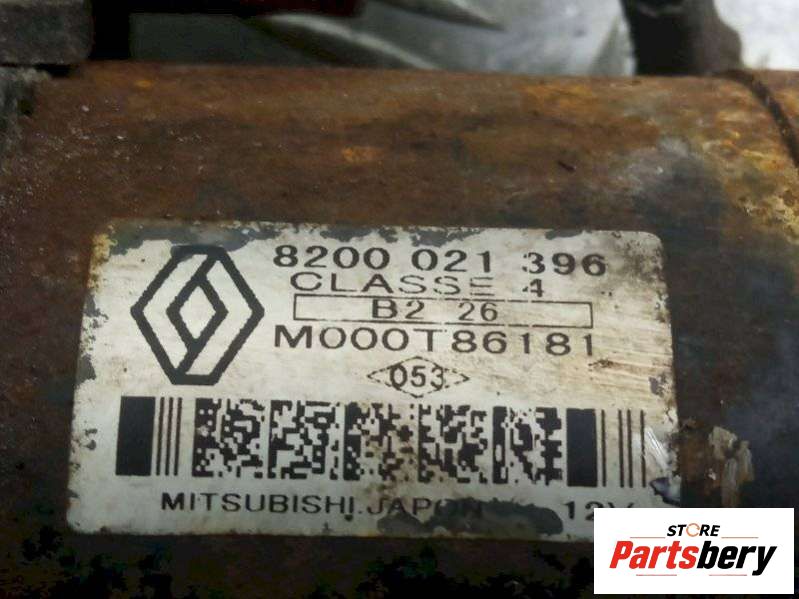 8200 021 396
CLASSE 4
B2 26
M000T86181
053
MITSUBISHI.JAPON 12V
STORE
Partsbery